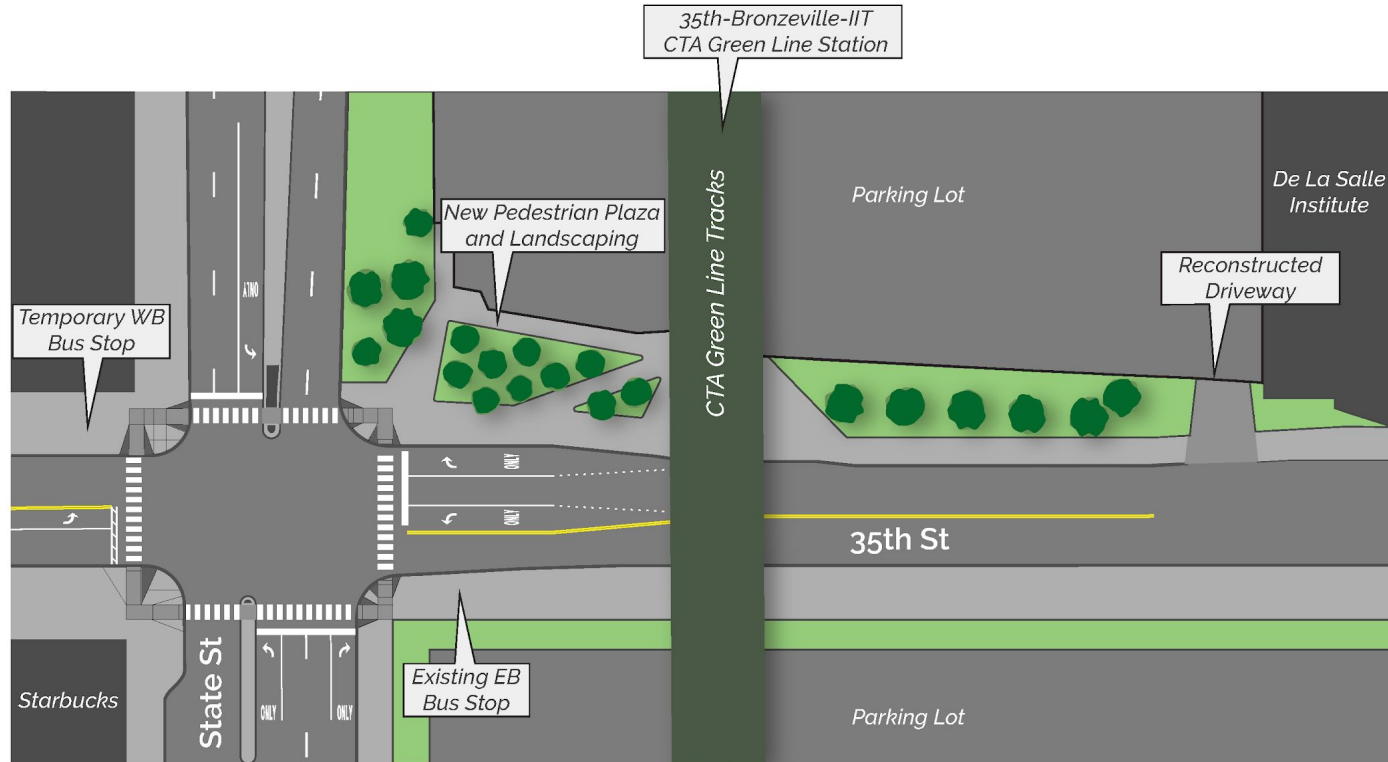 35th-Bronzeville-IIT
CTA Green Line Station
CTA Green Line Tracks
Parking Lot
De La Salle
Institute
New Pedestrian Plaza
and Landscaping
Reconstructed
Driveway
Temporary WB
Bus Stop
ONLY
ONLY
ONLY
35th St
State St
Starbucks
ONLY
ONLY
Existing EB
Bus Stop
Parking Lot